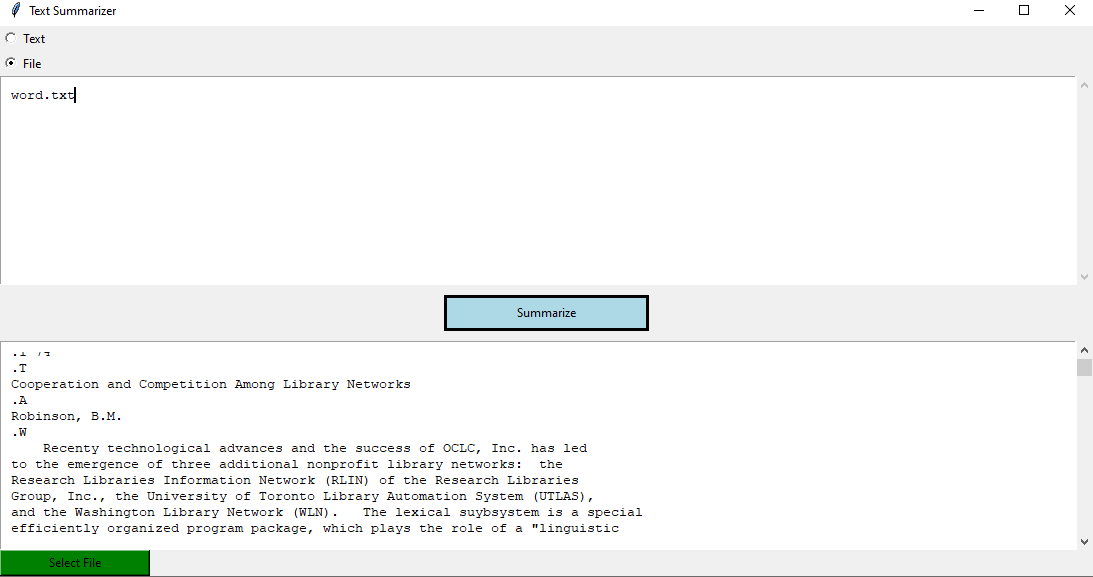 Text Summarizer
Text
File
word.txt
Summarize
.T
Cooperation and Competition Among Library Networks
.A
Robinson, B.M.
.W
Recenty technological advances and the success of OCLC, Inc. has led
to the emergence of three additional nonprofit library networks:  the
Research Libraries Information Network (RLIN) of the Research Libraries
Group, Inc., the University of Toronto Library Automation System (UTLAS),
and the Washington Library Network (WLN).   The lexical suybsystem is a special
efficiently organized program package, which plays the role of a "linguistic
Select File